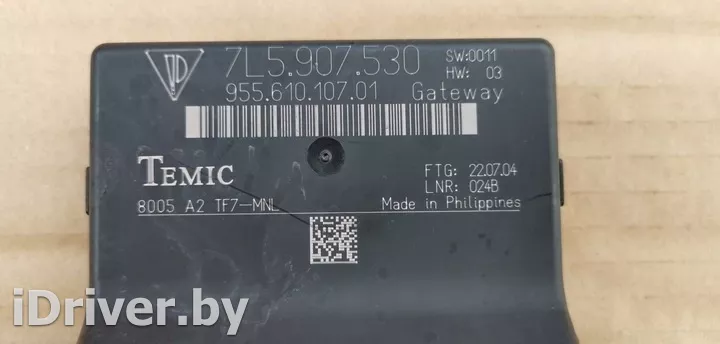 7L5.907.530
SW:0011
HW: 03
955.610.107.01 Gateway
TEMIC
FTG: 22.07.04
LNR: 024B
8005 A2 TF7-MNL
Made in Philippines
iDriver.by